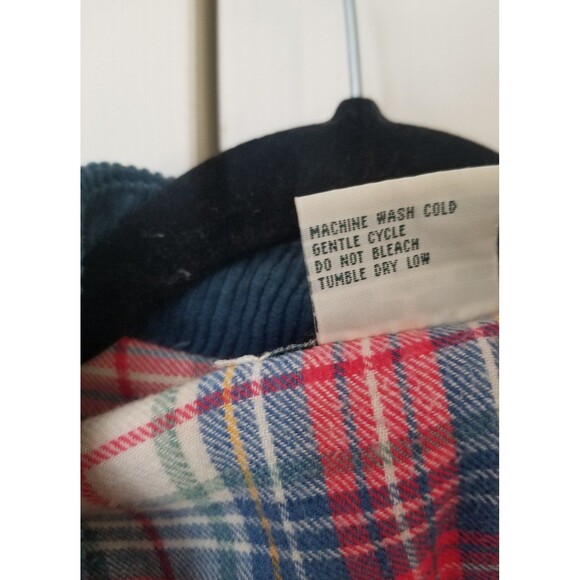 MACHINE WASH COLD
GENTLE CYCLE
DO NOT BLEACH
TUMBLE DRY LOW